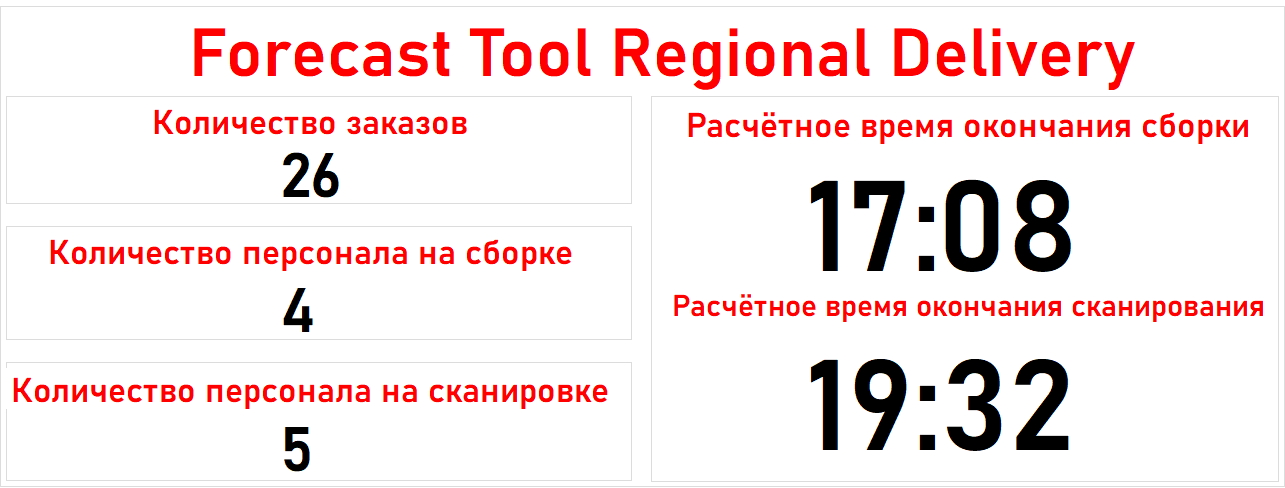 Forecast Tool Regional Delivery
Количество заказов
26
Количество персонала на сборке
4
Количество персонала на сканировке
5
Расчётное время окончания сборки
17:08
Расчётное время окончания сканирования
19:32